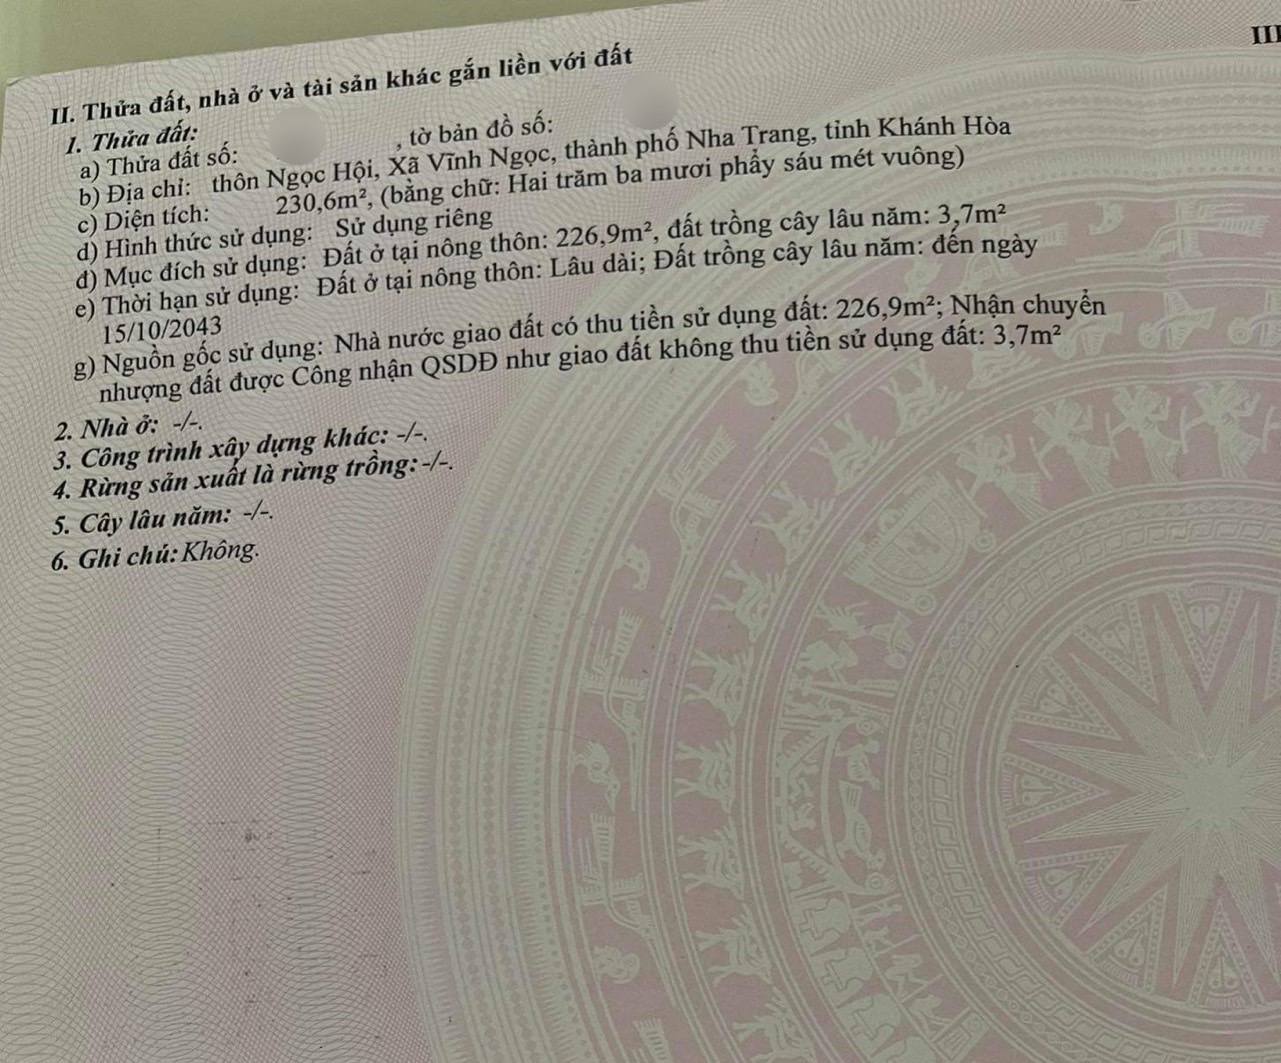 III
II. Thửa đất, nhà ở và tài sản khác gắn liền với đất
1. Thửa đất:
a) Thửa đất số: , tờ bản đồ số:
b) Địa chỉ: thôn Ngọc Hội, Xã Vĩnh Ngọc, thành phố Nha Trang, tỉnh Khánh Hòa
c) Diện tích: 230,6m², (bằng chữ: Hai trăm ba mươi phẩy sáu mét vuông)
d) Hình thức sử dụng: Sử dụng riêng
đ) Mục đích sử dụng: Đất ở tại nông thôn: 226,9m², đất trồng cây lâu năm: 3,7m²
e) Thời hạn sử dụng: Đất ở tại nông thôn: Lâu dài; Đất trồng cây lâu năm: đến ngày
15/10/2043
g) Nguồn gốc sử dụng: Nhà nước giao đất có thu tiền sử dụng đất: 226,9m²; Nhận chuyển
nhượng đất được Công nhận QSDĐ như giao đất không thu tiền sử dụng đất: 3,7m²
2. Nhà ở: -/-.
3. Công trình xây dựng khác: -/-.
4. Rừng sản xuất là rừng trồng: -/-.
5. Cây lâu năm: -/-.
6. Ghi chú: Không.